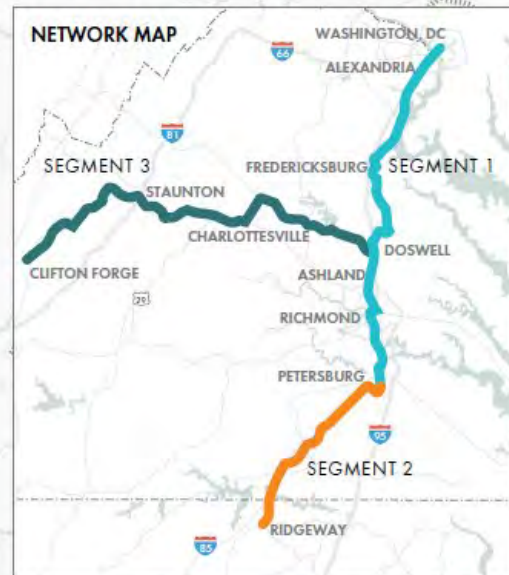 NETWORK MAP
WASHINGTON, DC
66
ALEXANDRIA
81
SEGMENT 3
FREDERICKSBURG
SEGMENT 1
STAUNTON
CHARLOTTESVILLE
DOSWELL
CLIFTON FORGE
ASHLAND
29
RICHMOND
PETERSBURG
95
SEGMENT 2
RIDGEWAY
85